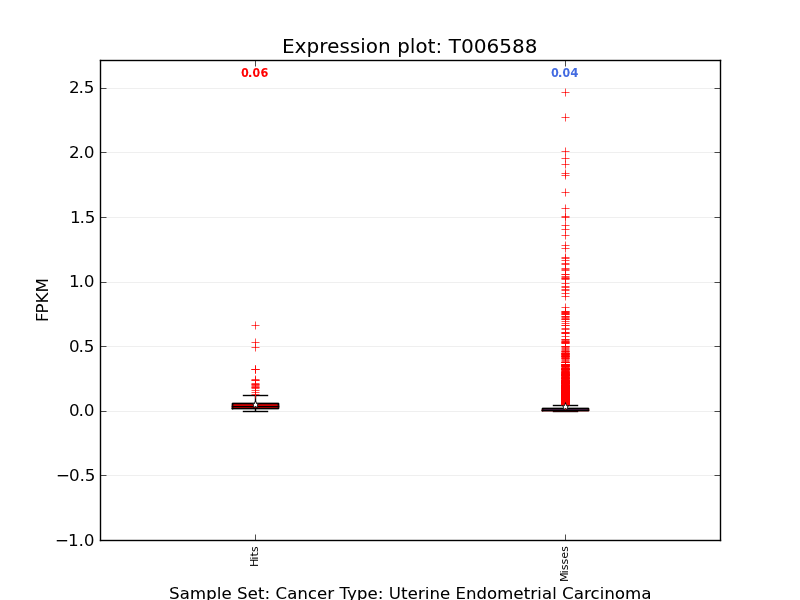 Expression plot: T006588
0.06
0.04
2.5
2.0
1.5
1.0
0.5
0.0
−0.5
−1.0
FPKM
Hits
Misses
Sample Set: Cancer Type: Uterine Endometrial Carcinoma